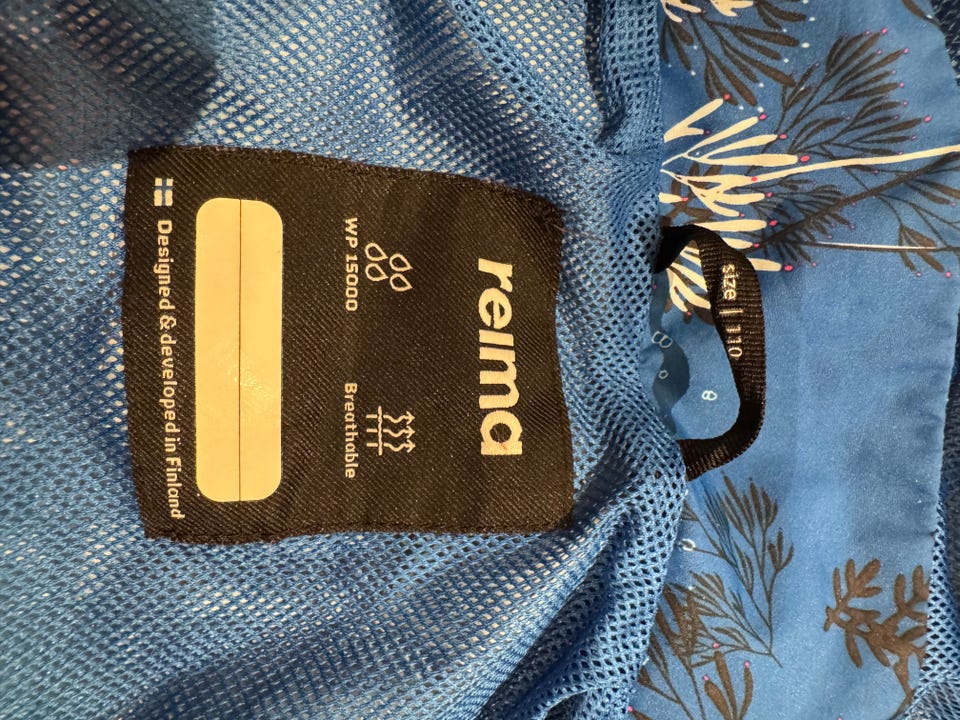 reima
WP 15000
Breathable
Designed & developed in Finland
size | 110